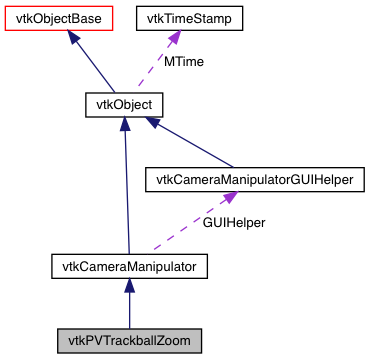 vtkObjectBase
vtkTimeStamp
MTime
vtkObject
vtkCameraManipulatorGUIHelper
GUIHelper
vtkCameraManipulator
vtkPVTrackballZoom